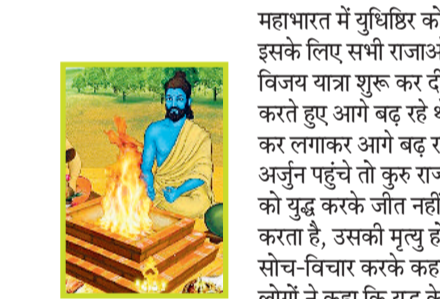 महाभारत में युधिष्ठिर को
इसके लिए सभी राजाओं
विजय यात्रा शुरू कर दी
करते हुए आगे बढ़ रहे
कर लगाकर आगे बढ़
अर्जुन पहुंचे तो कुरु
को युद्ध करके जीत नहीं
करता है, उसकी मृत्यु
सोच-विचार करके
लोगों ने कहा कि युद्ध के